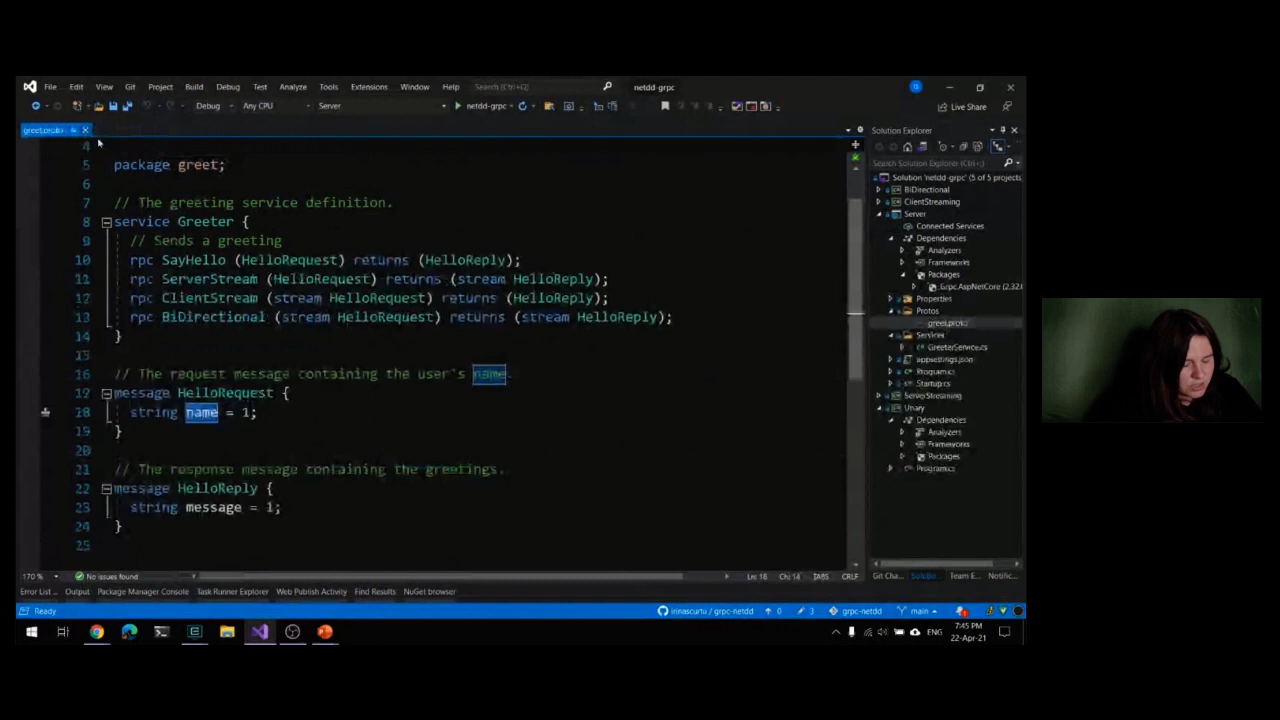 File Edit View Git Project Build Debug Test Analyze Tools Extensions Window Help Search (Ctrl+Q) netdd-grpc
Debug Any CPU Server netdd-grpc Live Share
greet.proto
Solution Explorer
Search Solution Explorer (Ctrl+;)
4
5 package greet;
6
7 // The greeting service definition.
8 service Greeter {
9 // Sends a greeting
10 rpc SayHello (HelloRequest) returns (HelloReply);
11 rpc ServerStream (HelloRequest) returns (stream HelloReply);
12 rpc ClientStream (stream HelloRequest) returns (HelloReply);
13 rpc BiDirectional (stream HelloRequest) returns (stream HelloReply);
14 }
15
16 // The request message containing the user's name.
17 message HelloRequest {
18 string name = 1;
19 }
20
21 // The response message containing the greetings.
22 message HelloReply {
23 string message = 1;
24 }
25
Solution 'netdd-grpc' (5 of 5 projects
BiDirectional
ClientStreaming
Server
Connected Services
Dependencies
Analyzers
Frameworks
Packages
Grpc.AspNetCore (2.32.
Properties
Protos
greet.proto
Services
GreeterService.cs
appsettings.json
Program.cs
Startup.cs
ServerStreaming
Unary
Dependencies
Analyzers
Frameworks
Packages
Program.cs
170 % No issues found Ln: 18 Ch: 14 TABS CRLF
Git Cha... Solutio... Team E... Notific...
Error List ... Output Package Manager Console Task Runner Explorer Web Publish Activity Find Results NuGet browser
Ready irinascurtu / grpc-netdd 0 3 grpc-netdd main
ENG 7:45 PM
22-Apr-21